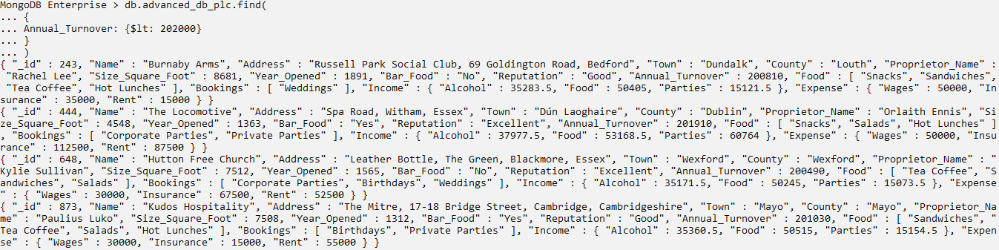 MongoDB Enterprise > db.advanced_db_plc.find(
... {
... Annual_Turnover: {$lt: 202000}
... }
... )
{ "_id" : 243, "Name" : "Burnaby Arms", "Address" : "Russell Park Social Club, 69 Goldington Road, Bedford", "Town" : "Dundalk", "County" : "Louth", "Proprietor_Name" :
"Rachel Lee", "Size_Square_Foot" : 8681, "Year_Opened" : 1891, "Bar_Food" : "No", "Reputation" : "Good", "Annual_Turnover" : 200810, "Food" : [ "Snacks", "Sandwiches",
"Tea Coffee", "Hot Lunches" ], "Bookings" : [ "Weddings" ], "Income" : { "Alcohol" : 35283.5, "Food" : 50405, "Parties" : 15121.5 }, "Expense" : { "Wages" : 50000, "In
surance" : 35000, "Rent" : 15000 } }
{ "_id" : 444, "Name" : "The Locomotive", "Address" : "Spa Road, Witham, Essex", "Town" : "Dún Laoghaire", "County" : "Dublin", "Proprietor_Name" : "Orlaith Ennis", "Si
ze_Square_Foot" : 4548, "Year_Opened" : 1363, "Bar_Food" : "Yes", "Reputation" : "Excellent", "Annual_Turnover" : 201910, "Food" : [ "Snacks", "Salads", "Hot Lunches" ]
, "Bookings" : [ "Corporate Parties", "Private Parties" ], "Income" : { "Alcohol" : 37977.5, "Food" : 53168.5, "Parties" : 60764 }, "Expense" : { "Wages" : 50000, "Insu
rance" : 112500, "Rent" : 87500 } }
{ "_id" : 648, "Name" : "Hutton Free Church", "Address" : "Leather Bottle, The Green, Blackmore, Essex", "Town" : "Wexford", "County" : "Wexford", "Proprietor_Name" : "
Kylie Sullivan", "Size_Square_Foot" : 7512, "Year_Opened" : 1565, "Bar_Food" : "No", "Reputation" : "Excellent", "Annual_Turnover" : 200490, "Food" : [ "Tea Coffee", "S
andwiches", "Salads" ], "Bookings" : [ "Corporate Parties", "Birthdays", "Weddings" ], "Income" : { "Alcohol" : 35171.5, "Food" : 50245, "Parties" : 15073.5 }, "Expense
" : { "Wages" : 30000, "Insurance" : 67500, "Rent" : 52500 } }
{ "_id" : 873, "Name" : "Kudos Hospitality", "Address" : "The Mitre, 17-18 Bridge Street, Cambridge, Cambridgeshire", "Town" : "Mayo", "County" : "Mayo", "Proprietor_Na
me" : "Paulius Luko", "Size_Square_Foot" : 7508, "Year_Opened" : 1312, "Bar_Food" : "Yes", "Reputation" : "Good", "Annual_Turnover" : 201030, "Food" : [ "Sandwiches", "
Tea Coffee", "Salads", "Hot Lunches" ], "Bookings" : [ "Birthdays", "Private Parties" ], "Income" : { "Alcohol" : 35360.5, "Food" : 50515, "Parties" : 15154.5 }, "Expen
se" : { "Wages" : 30000, "Insurance" : 15000, "Rent" : 55000 } }